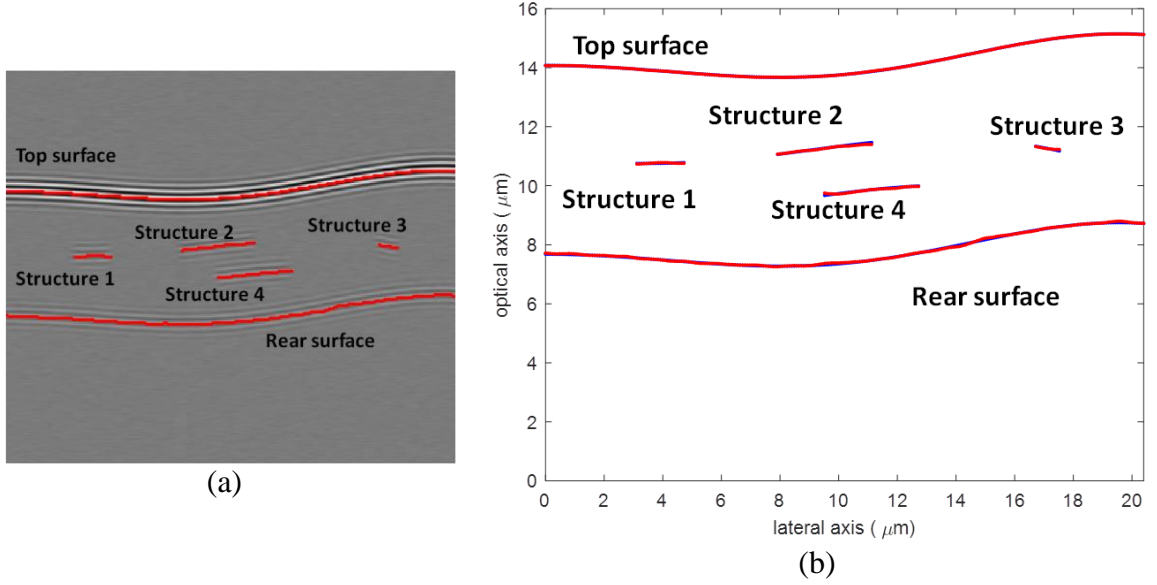 Top surface
Structure 2
Structure 3
Structure 1
Structure 4
Rear surface
(a)
16
14
12
10
8
6
4
2
0
optical axis ( μm)
Top surface
Structure 2
Structure 3
Structure 1
Structure 4
Rear surface
0 2 4 6 8 10 12 14 16 18 20
lateral axis ( μm)
(b)